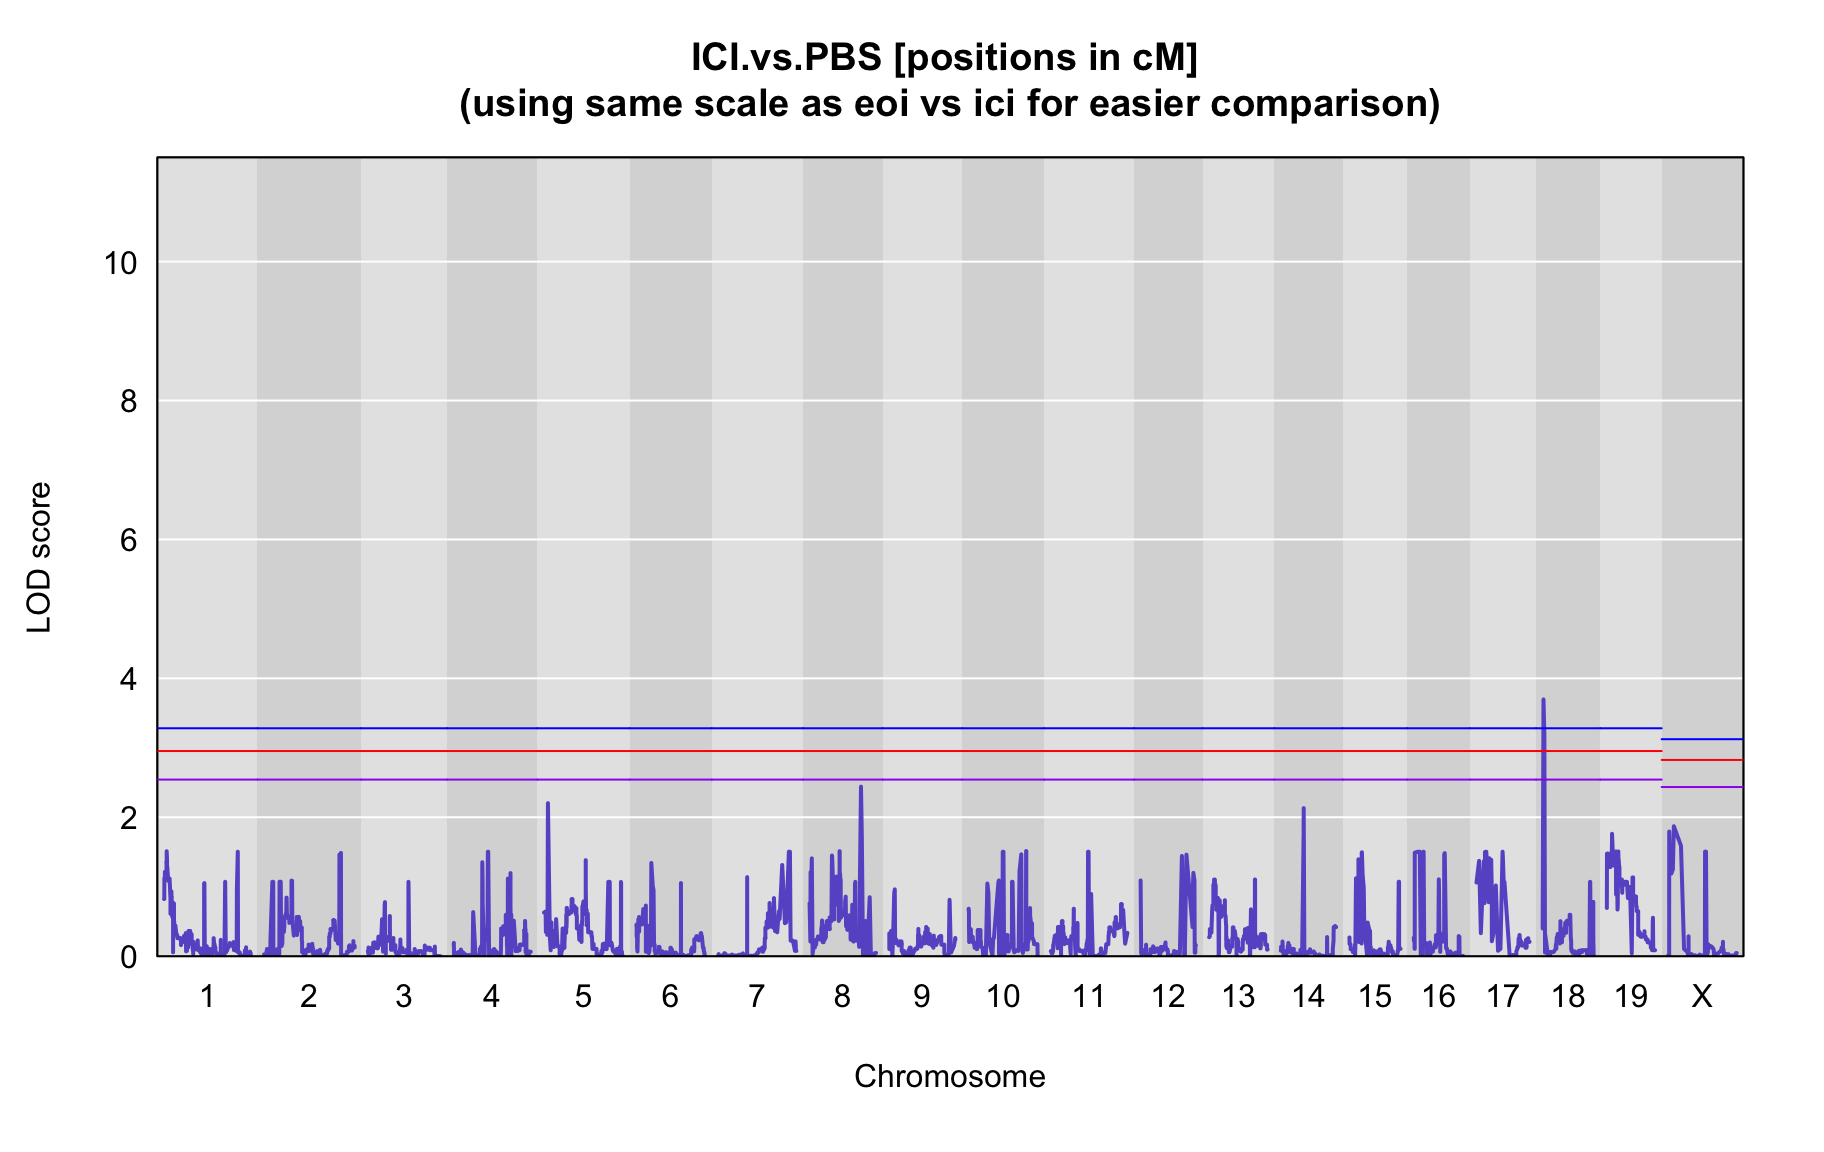 ICI.vs.PBS [positions in cM]
(using same scale as eoi vs ici for easier comparison)
10
8
6
4
2
0
LOD score
1 2 3 4 5 6 7 8 9 10 11 12 13 14 15 16 17 18 19 X
Chromosome